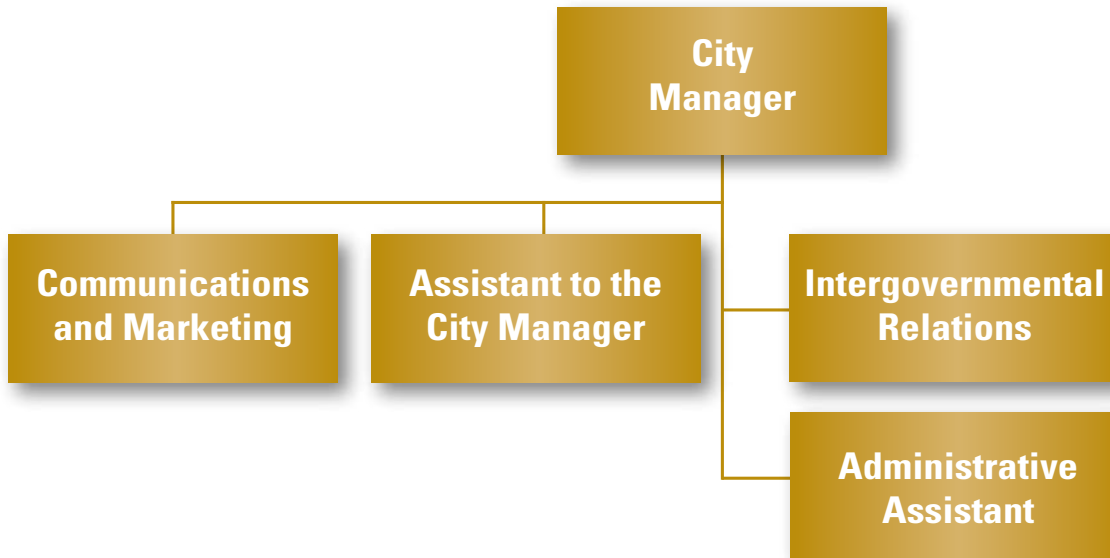 City
Manager
Communications
and Marketing
Assistant to the
City Manager
Intergovernmental
Relations
Administrative
Assistant